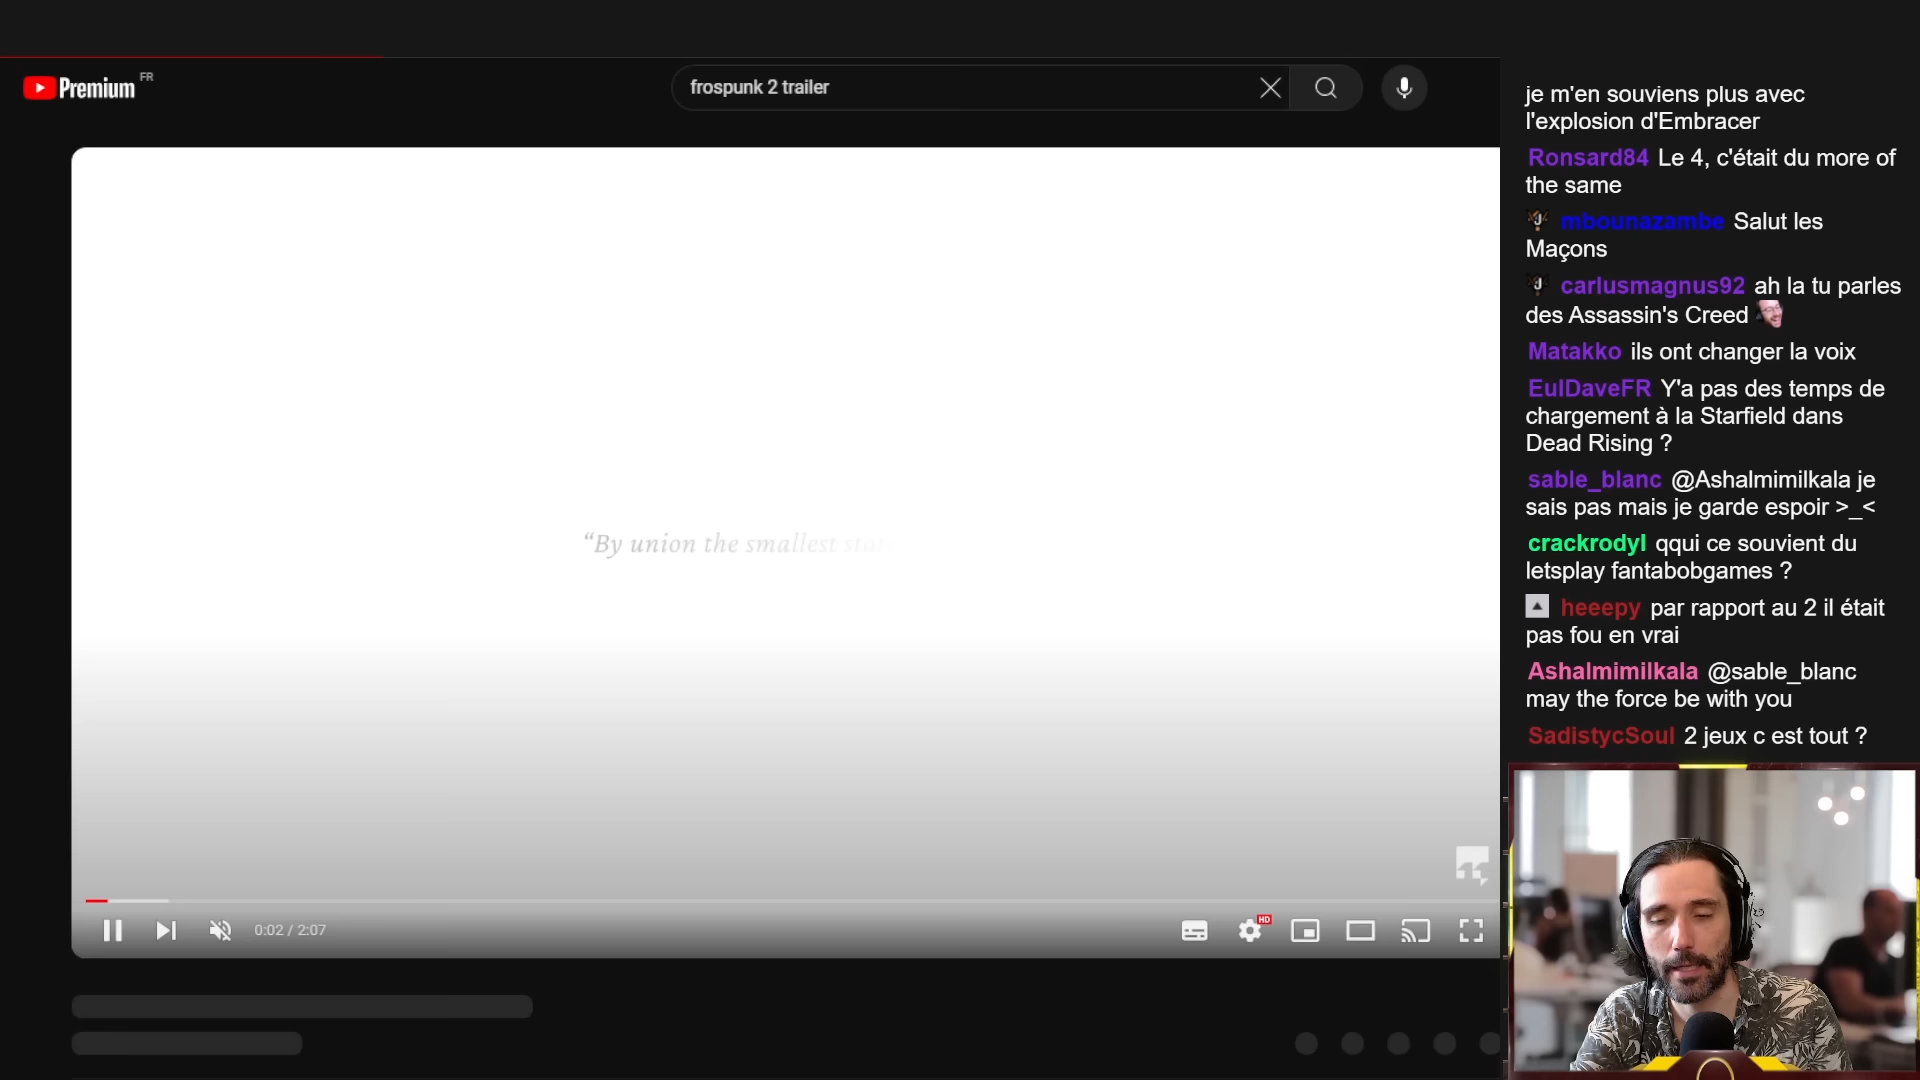 Premium FR
frospunk 2 trailer
“By union the smallest state
HD
0:02 / 2:07
je m'en souviens plus avec
l'explosion d'Embracer
Ronsard84 Le 4, c'était du more of
the same
mbounazambe Salut les
Maçons
carlusmagnus92 ah la tu parles
des Assassin's Creed
Matakko ils ont changer la voix
EulDaveFR Y'a pas des temps de
chargement à la Starfield dans
Dead Rising ?
sable_blanc @Ashalmimilkala je
sais pas mais je garde espoir >_<
crackrodyl qqui ce souvient du
letsplay fantabobgames ?
heeepy par rapport au 2 il était
pas fou en vrai
Ashalmimilkala @sable_blanc
may the force be with you
SadistycSoul 2 jeux c est tout ?